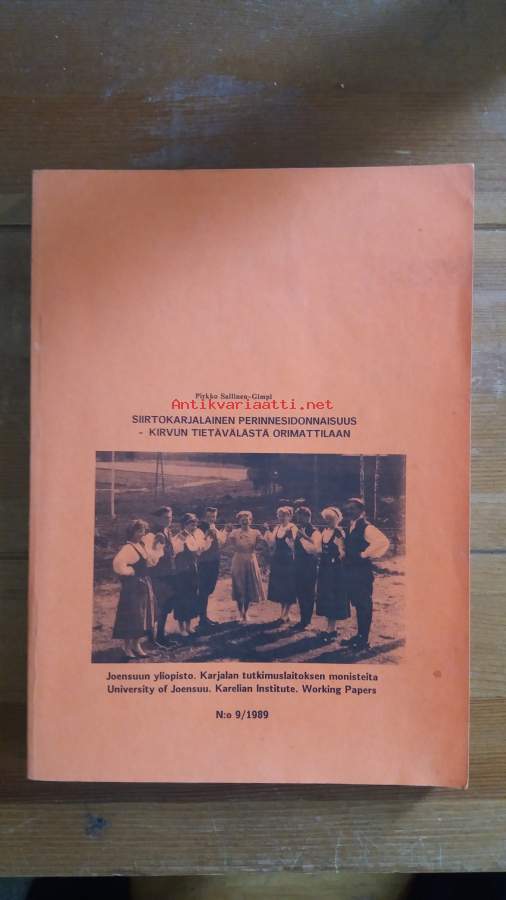 Pirkko Sallinen-Gimpl
Antikvariaatti.net
SIIRTOKARJALAINEN PERINNESIDONNAISUUS
- KIRVUN TIETÄVÄLÄSTÄ ORIMATTILAAN
Joensuun yliopisto. Karjalan tutkimuslaitoksen monisteita
University of Joensuu. Karelian Institute. Working Papers
N:o 9/1989